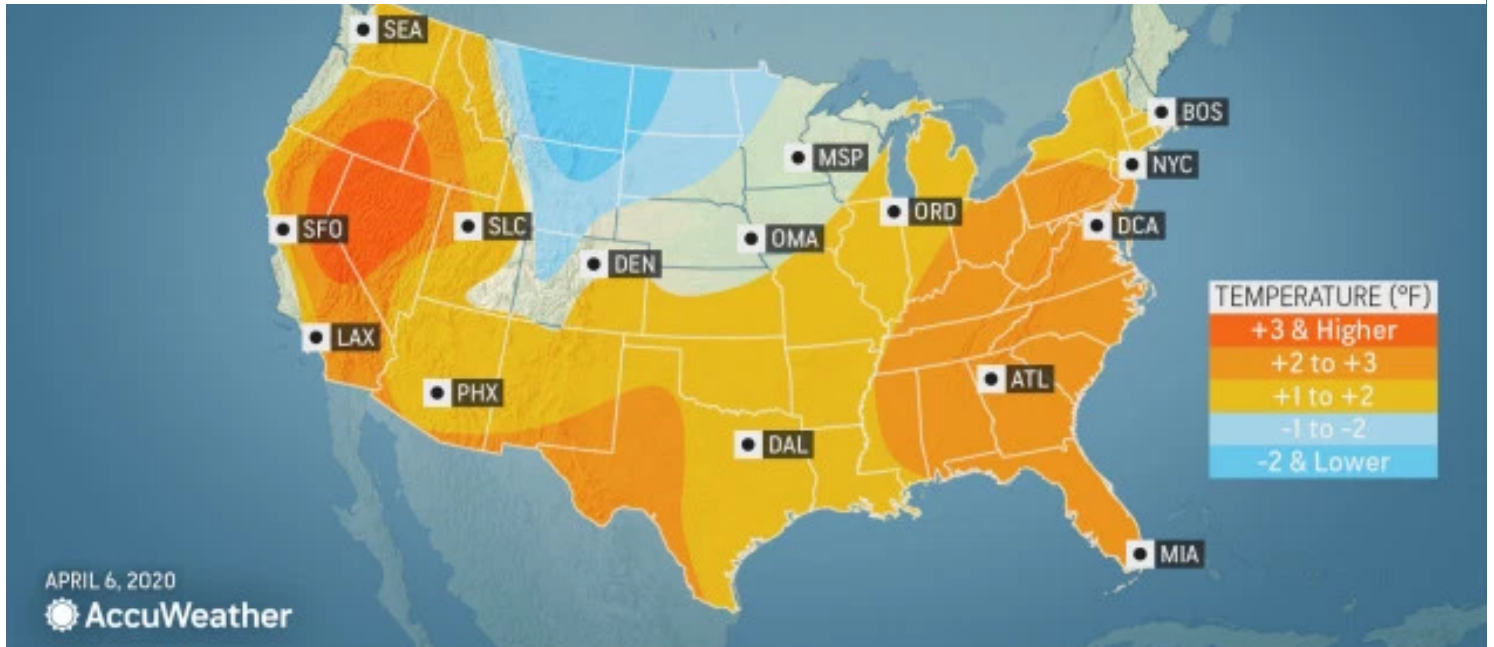 SEA
BOS
MSP
NYC
ORD
SFO
SLC
OMA
DCA
DEN
TEMPERATURE (°F)
+3 & Higher
+2 to +3
+1 to +2
-1 to -2
-2 & Lower
LAX
PHX
ATL
DAL
MIA
APRIL 6, 2020
AccuWeather